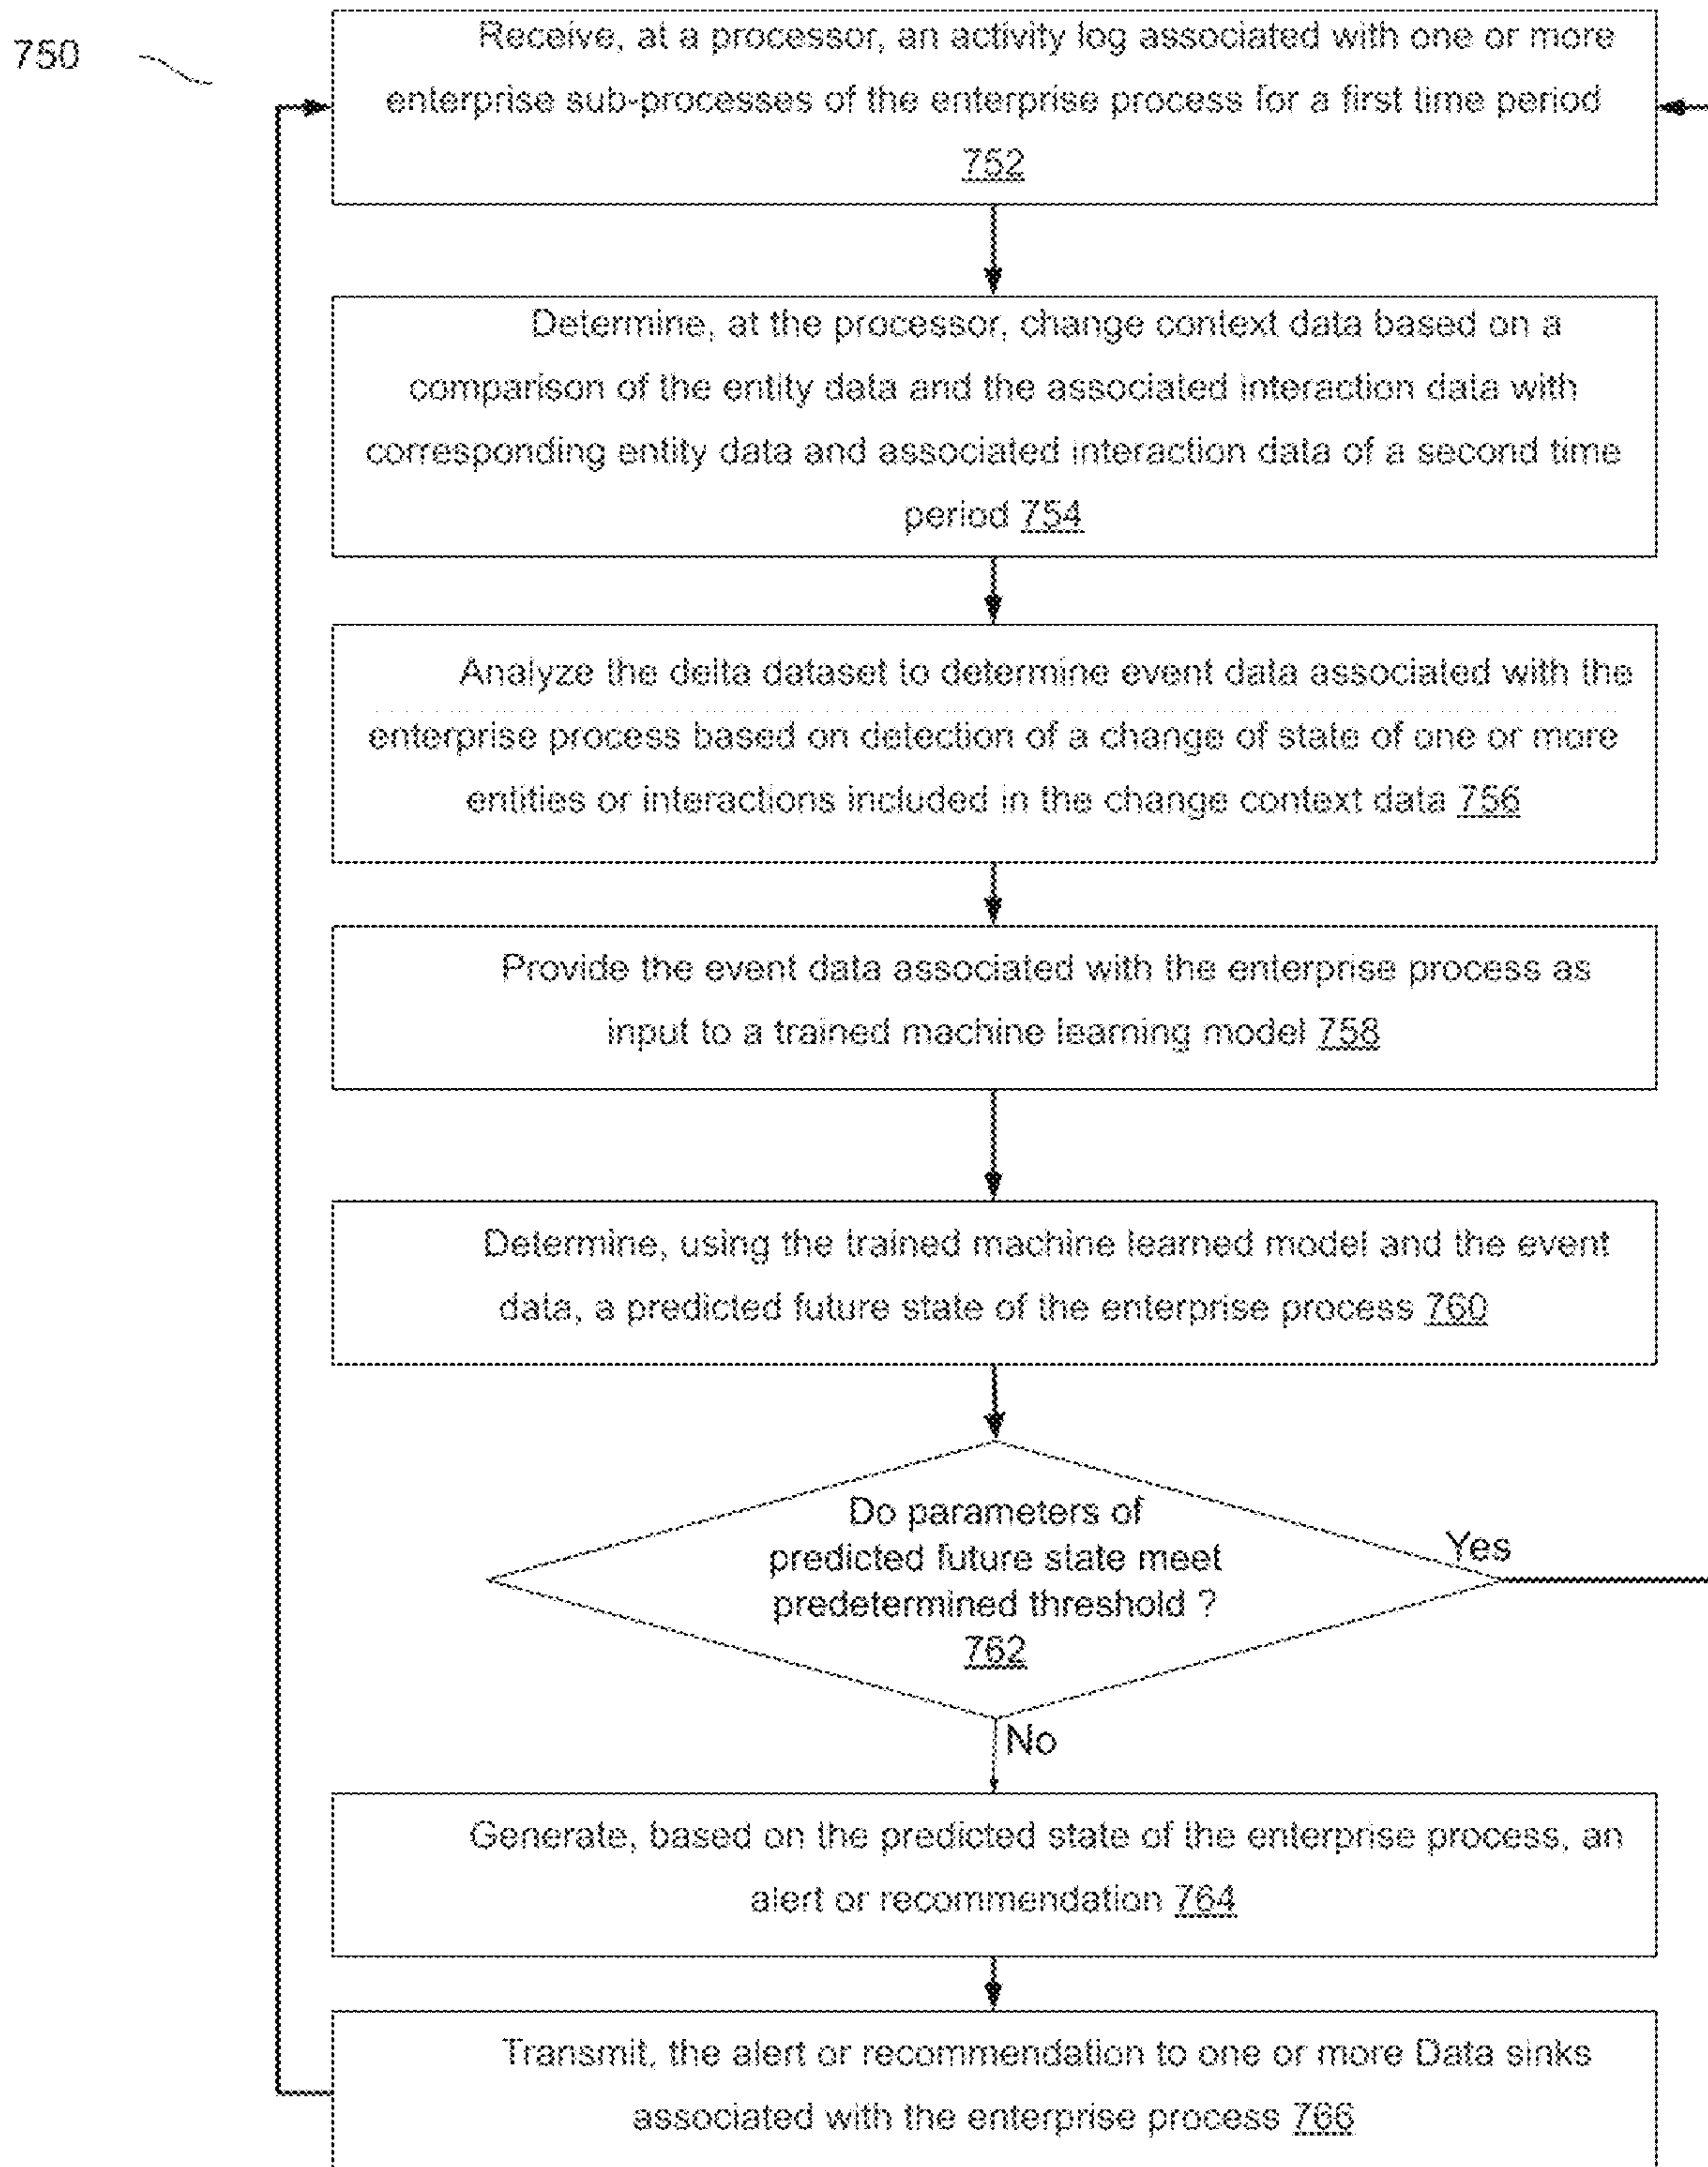 750
Receive, at a processor, an activity log associated with one or more
enterprise sub-processes of the enterprise process for a first time period
752
Determine, at the processor, change context data based on a
comparison of the entity data and the associated interaction data with
corresponding entity data and associated interaction data of a second time
period 754
Analyze the delta dataset to determine event data associated with the
enterprise process based on detection of a change of state of one or more
entities or interactions included in the change context data 756
Provide the event data associated with the enterprise process as
input to a trained machine learning model 758
Determine, using the trained machine learned model and the event
data, a predicted future state of the enterprise process 760
Do parameters of
predicted future state meet
predetermined threshold ?
762
Yes
No
Generate, based on the predicted state of the enterprise process, an
alert or recommendation 764
Transmit, the alert or recommendation to one or more Data sinks
associated with the enterprise process 766